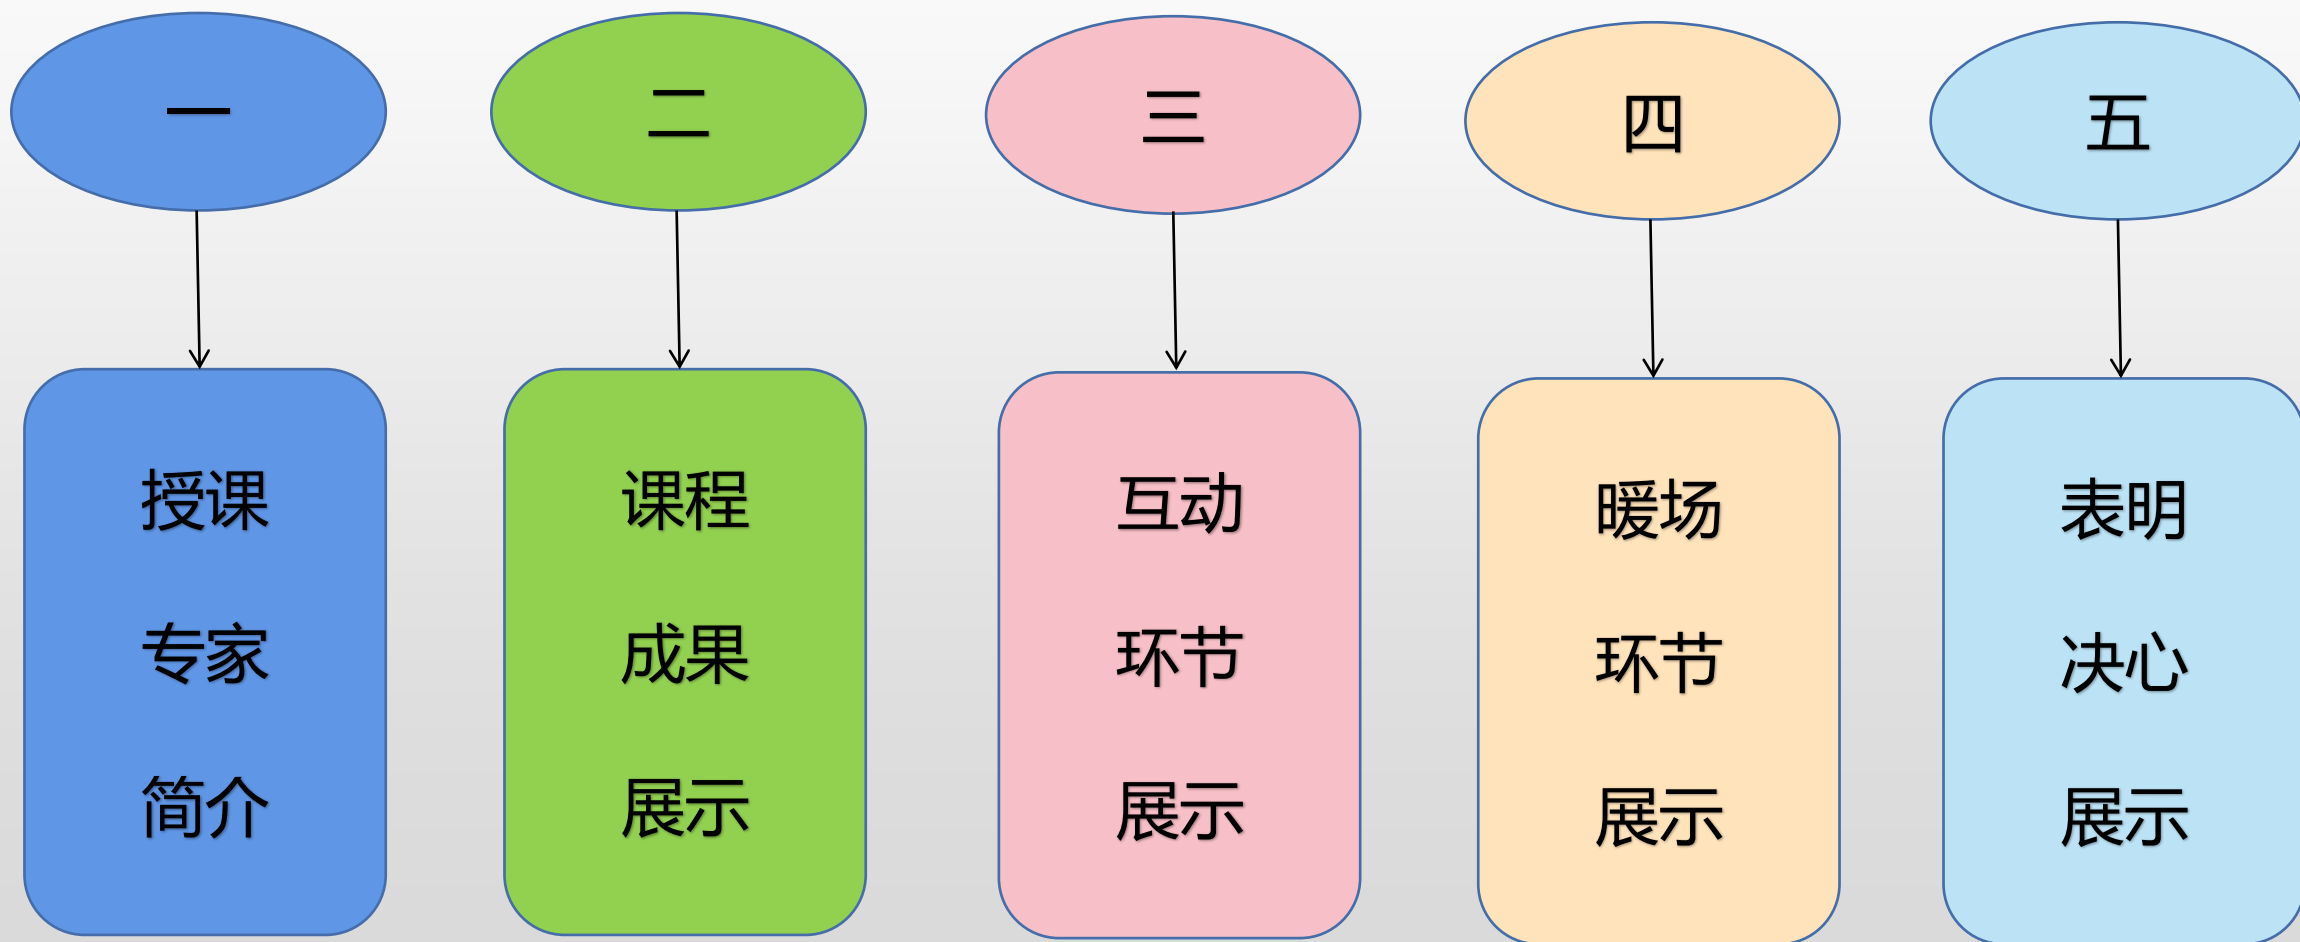 一
二
三
四
五
授课
专家
简介
课程
成果
展示
互动
环节
展示
暖场
环节
展示
表明
决心
展示